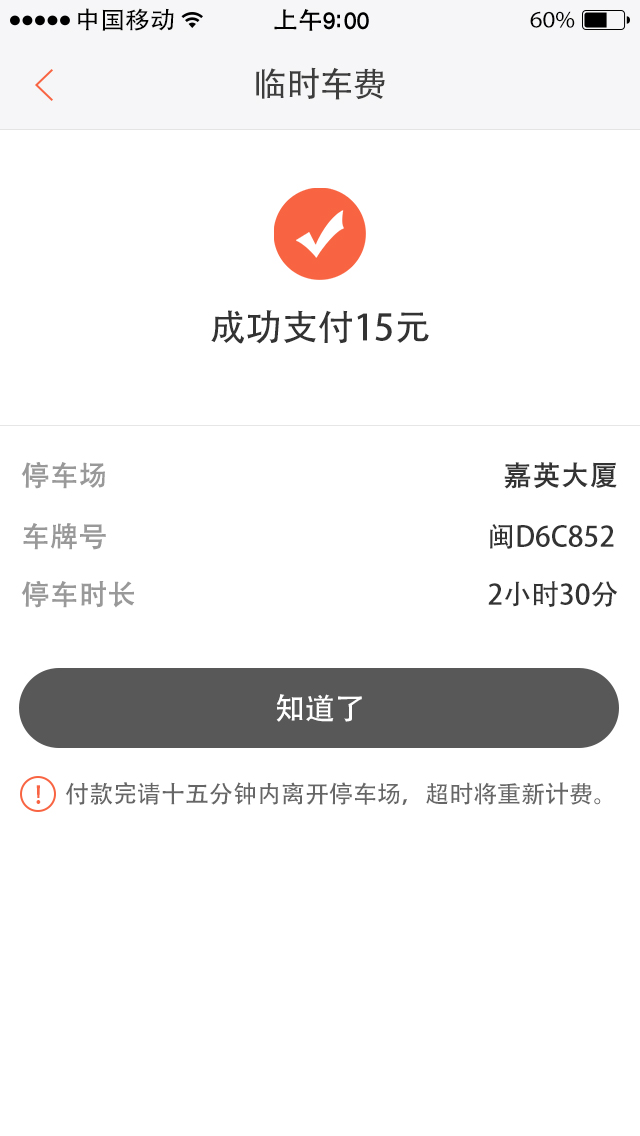 中国移动 上午9:00 60%
临时车费
成功支付15元
停车场 嘉英大厦
车牌号 闽D6C852
停车时长 2小时30分
知道了
付款完请十五分钟内离开停车场，超时将重新计费。